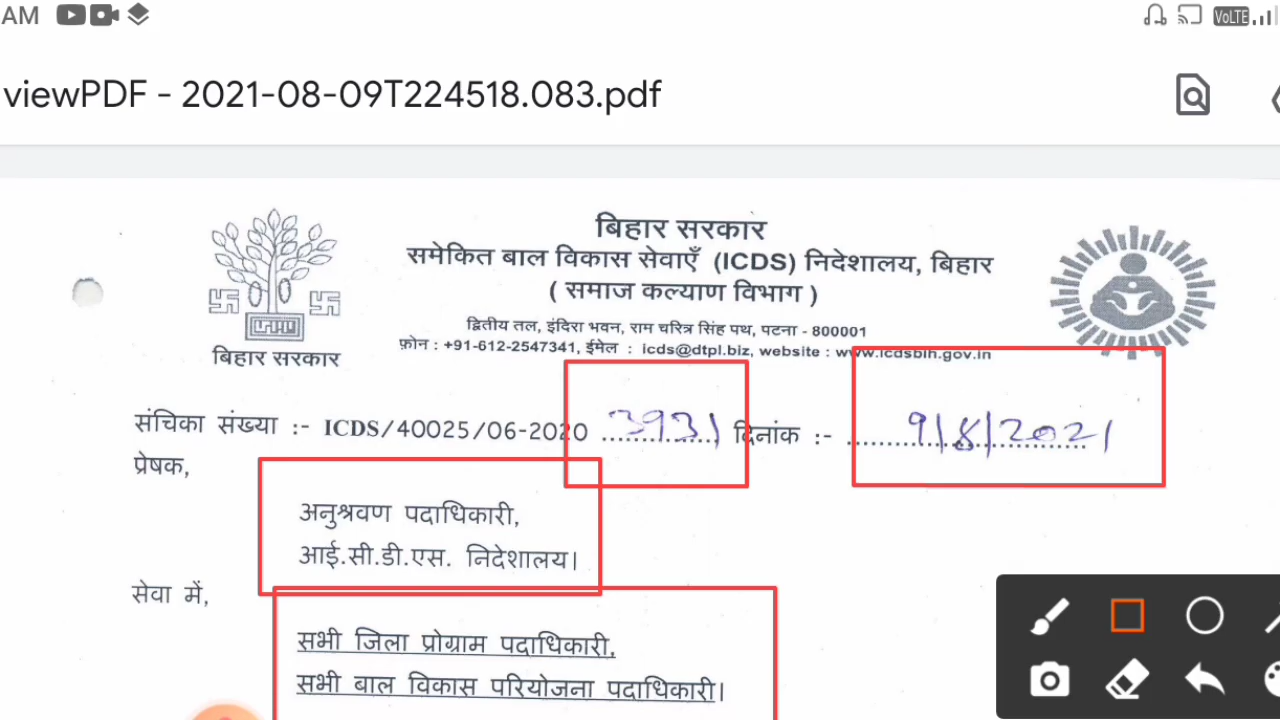 AM
VoLTE
viewPDF - 2021-08-09T224518.083.pdf
बिहार सरकार
समेकित बाल विकास सेवाएँ (ICDS) निदेशालय, बिहार
( समाज कल्याण विभाग )
द्वितीय तल, इंदिरा भवन, राम चरित्र सिंह पथ, पटना - 800001
फ़ोन : +91-612-2547341, ईमेल : icds@dtpl.biz, website : www.icdsbih.gov.in
बिहार सरकार
संचिका संख्या :- ICDS/40025/06-2020 3931 दिनांक :- 9/8/2021
प्रेषक,
अनुश्रवण पदाधिकारी,
आई.सी.डी.एस. निदेशालय।
सेवा में,
सभी जिला प्रोग्राम पदाधिकारी,
सभी बाल विकास परियोजना पदाधिकारी।